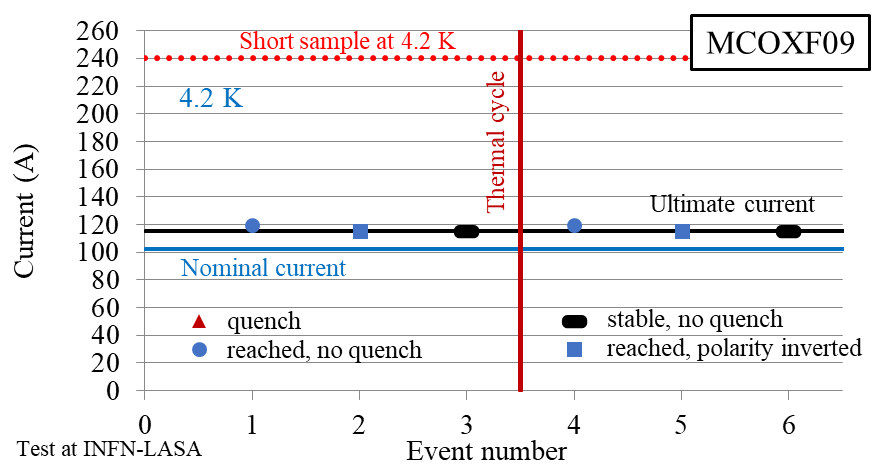 MCOXF09
Short sample at 4.2 K
4.2 K
Thermal cycle
Current (A)
260
240
220
200
180
160
140
120
100
80
60
40
20
0
Ultimate current
Nominal current
quench
reached, no quench
stable, no quench
reached, polarity inverted
0 1 2 3 4 5 6
Event number
Test at INFN-LASA